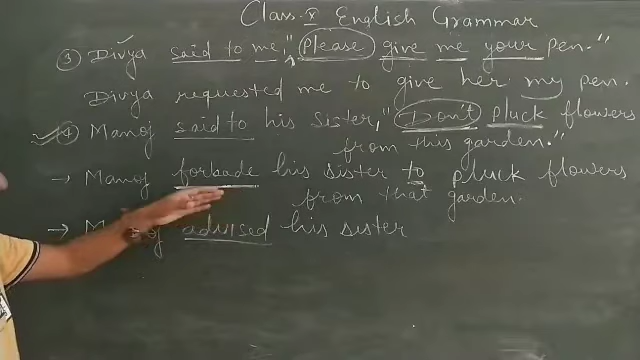 Class-X English Grammar
③ Divya said to me, "Please give me your pen."
Divya requested me to give her my pen.
④ Manoj said to his sister, "Don't pluck flowers
from this garden."
→ Manoj forbade his sister to pluck flowers
from that garden.
→ advised his sister